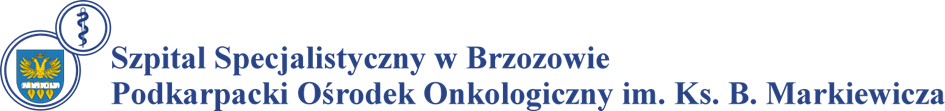 Szpital Specjalistyczny w Brzozowie
Podkarpacki Ośrodek Onkologiczny im. Ks. B. Markiewicza